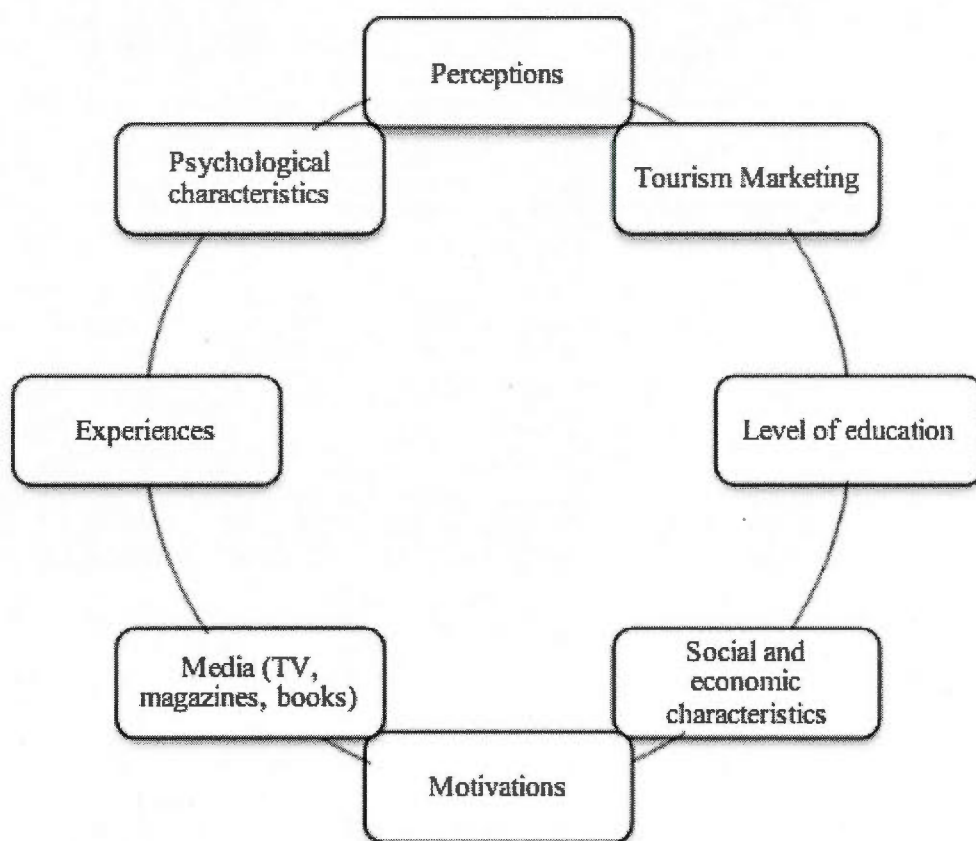 Perceptions
Psychological
characteristics
Tourism Marketing
Experiences
Level of education
Media (TV,
magazines, books)
Social and
economic
characteristics
Motivations